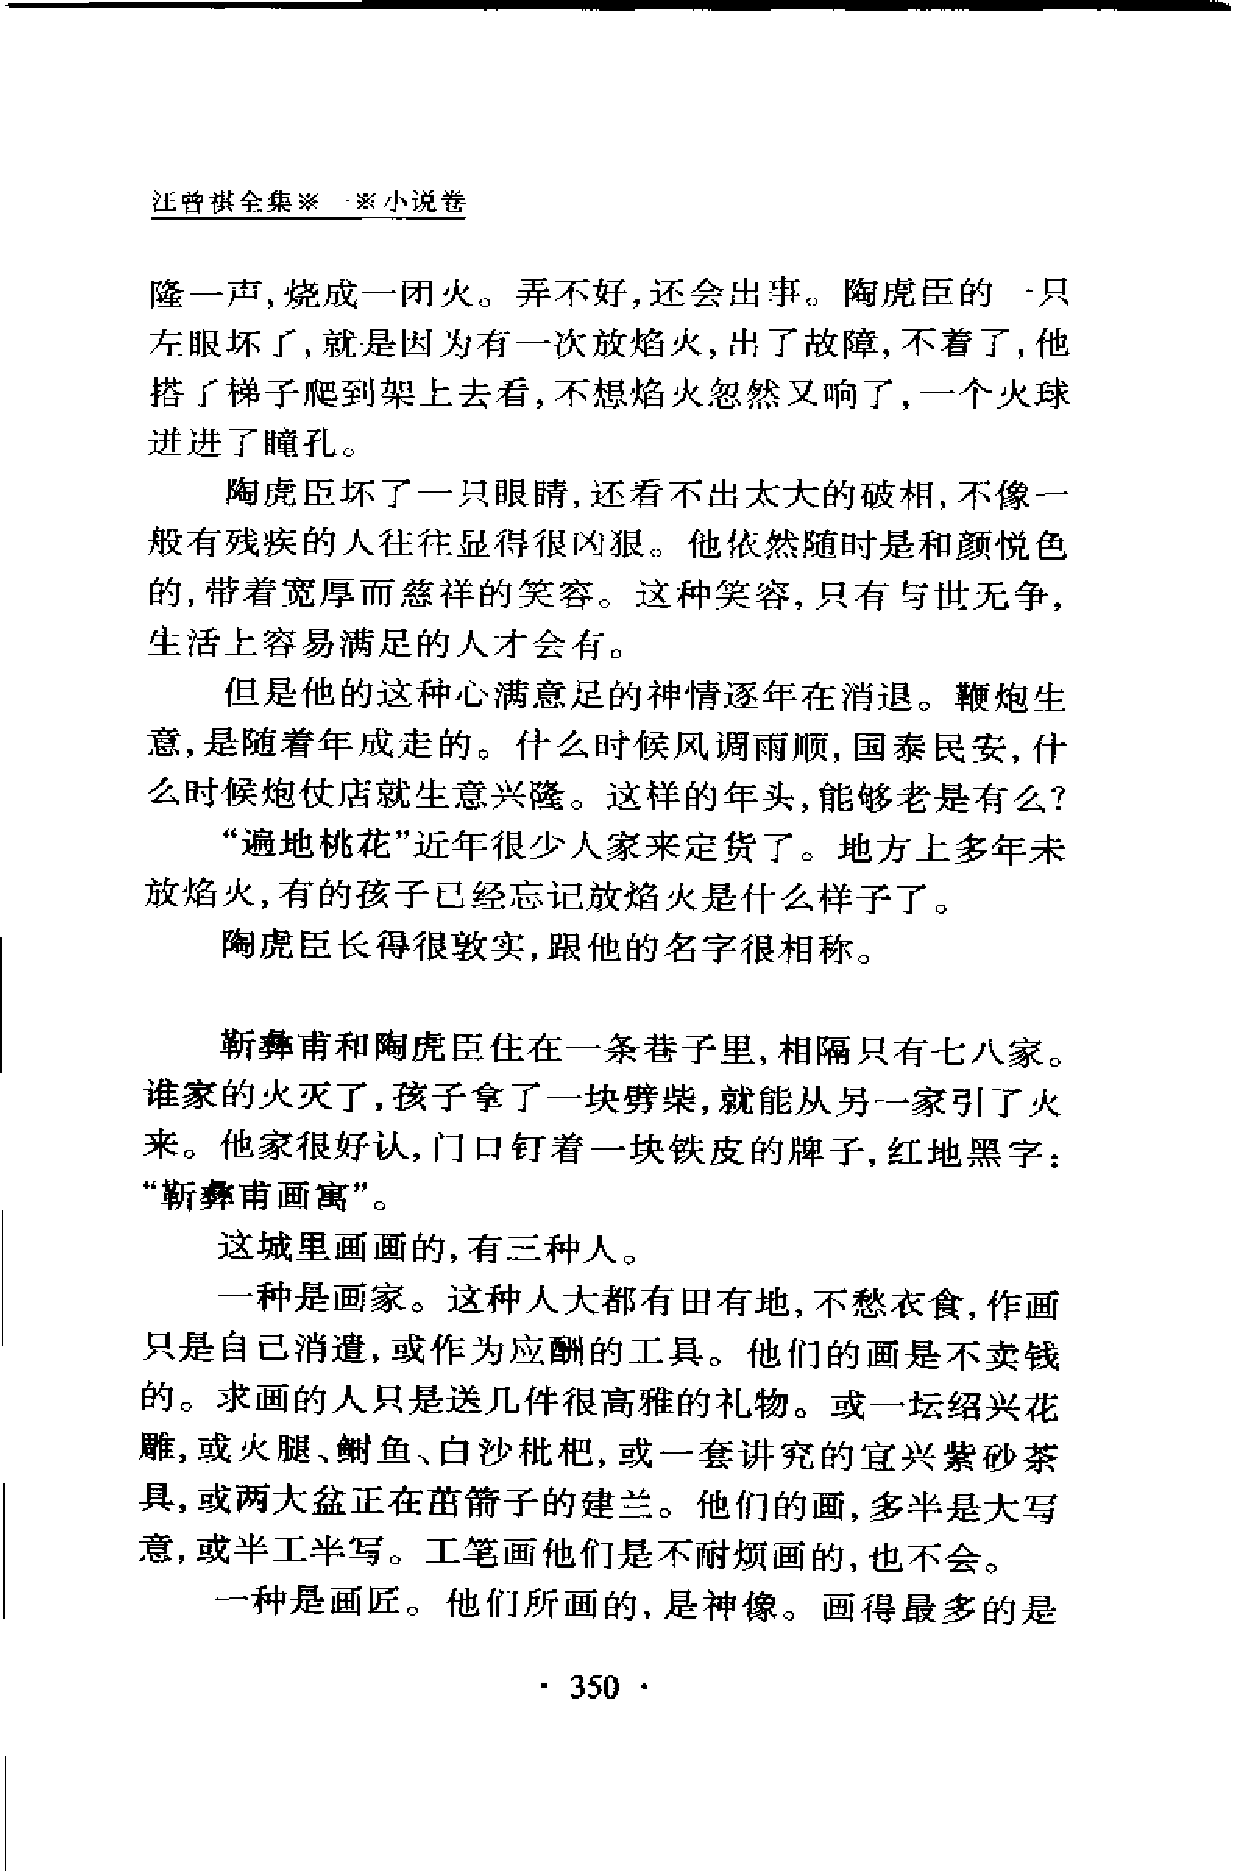 汪曾祺全集※一※小说卷
隆一声,烧成一团火。弄不好,还会出事。陶虎臣的一只
左眼坏了,就是因为有一次放焰火,出了故障,不着了,他
搭了梯子爬到架上去看,不想焰火忽然又响了,一个火球
迸进了瞳孔。
陶虎臣坏了一只眼睛,还看不出太大的破相,不像一
般有残疾的人往往显得很凶狠。他依然随时是和颜悦色
的,带着宽厚而慈祥的笑容。这种笑容,只有与世无争,
生活上容易满足的人才会有。
但是他的这种心满意足的神情逐年在消退。鞭炮生
意,是随着年成走的。什么时候风调雨顺,国泰民安,什
么时候炮仗店就生意兴隆。这样的年头,能够老是有么?
“遍地桃花”近年很少人家来定货了。地方上多年未
放焰火,有的孩子已经忘记放焰火是什么样子了。
陶虎臣长得很敦实,跟他的名字很相称。
靳彝甫和陶虎臣住在一条巷子里,相隔只有七八家。
谁家的火灭了,孩子拿了一块劈柴,就能从另一家引了火
来。他家很好认,门口钉着一块铁皮的牌子,红地黑字:
“靳彝甫画寓”。
这城里画画的,有三种人。
一种是画家。这种人大都有田有地,不愁衣食,作画
只是自己消遣,或作为应酬的工具。他们的画是不卖钱
的。求画的人只是送几件很高雅的礼物。或一坛绍兴花
雕,或火腿、鲥鱼、白沙枇杷,或一套讲究的宜兴紫砂茶
具,或两大盆正在茁箭子的建兰。他们的画,多半是大写
意,或半工半写。工笔画他们是不耐烦画的,也不会。
一种是画匠。他们所画的,是神像。画得最多的是
· 350 ·